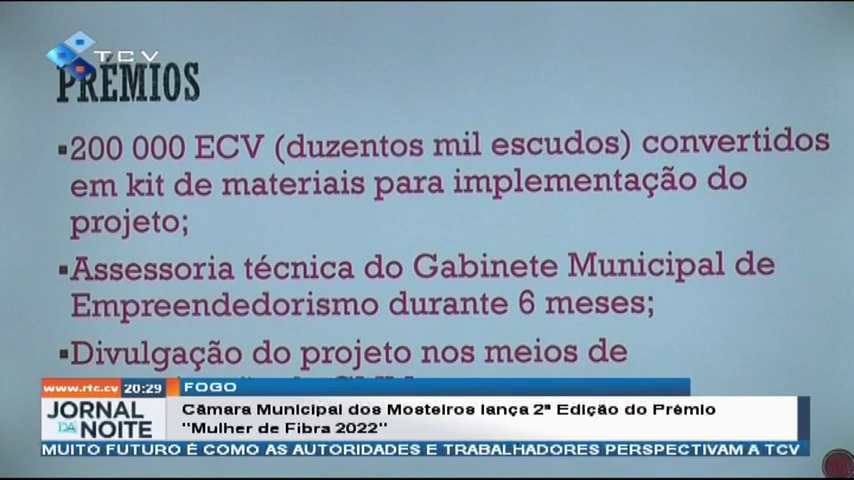 TCV
PRÉMIOS
▪200 000 ECV (duzentos mil escudos) convertidos
em kit de materiais para implementação do
projeto;
▪Assessoria técnica do Gabinete Municipal de
Empreendedorismo durante 6 meses;
▪Divulgação do projeto nos meios de
www.rtc.cv 20:29 FOGO
JORNAL DA NOITE
Câmara Municipal dos Mosteiros lança 2ª Edição do Prémio
"Mulher de Fibra 2022"
MUITO FUTURO É COMO AS AUTORIDADES E TRABALHADORES PERSPECTIVAM A TCV